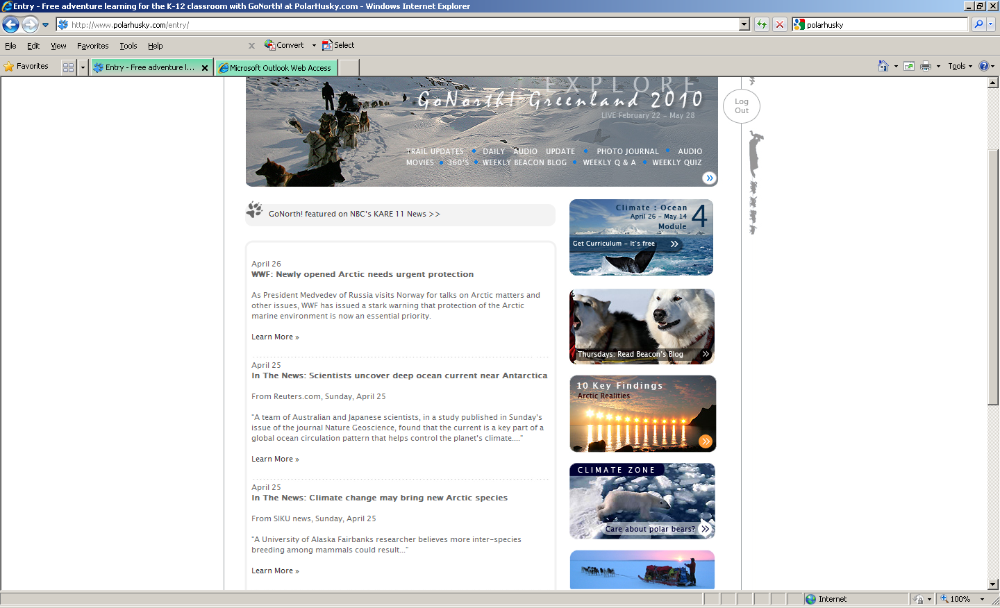 Entry - Free adventure learning for the K-12 classroom with GoNorth! at PolarHusky.com - Windows Internet Explorer
http://www.polarhusky.com/entry/
polarhusky
File Edit View Favorites Tools Help
Convert Select
Favorites
Entry - Free adventure l...
Microsoft Outlook Web Access
Tools
EXPLORE
GoNorth! Greenland 2010
LIVE February 22 - May 28
TRAIL UPDATES • DAILY AUDIO UPDATE • PHOTO JOURNAL • AUDIO
MOVIES • 360'S • WEEKLY BEACON BLOG • WEEKLY Q & A • WEEKLY QUIZ
Log
Out
GoNorth! featured on NBC's KARE 11 News >>
April 26
WWF: Newly opened Arctic needs urgent protection
As President Medvedev of Russia visits Norway for talks on Arctic matters and
other issues, WWF has issued a stark warning that protection of the Arctic
marine environment is now an essential priority.
Learn More »
April 25
In The News: Scientists uncover deep ocean current near Antarctica
From Reuters.com, Sunday, April 25
"A team of Australian and Japanese scientists, in a study published in Sunday's
issue of the journal Nature Geoscience, found that the current is a key part of a
global ocean circulation pattern that helps control the planet's climate...."
Learn More »
April 25
In The News: Climate change may bring new Arctic species
From SIKU news, Sunday, April 25
"A University of Alaska Fairbanks researcher believes more inter-species
breeding among mammals could result..."
Learn More »
Climate : Ocean
April 26 - May 14
Module
4
Get Curriculum - It's free
Thursdays: Read Beacon's Blog
10 Key Findings
Arctic Realities
CLIMATE ZONE
Care about polar bears?
Internet
100%